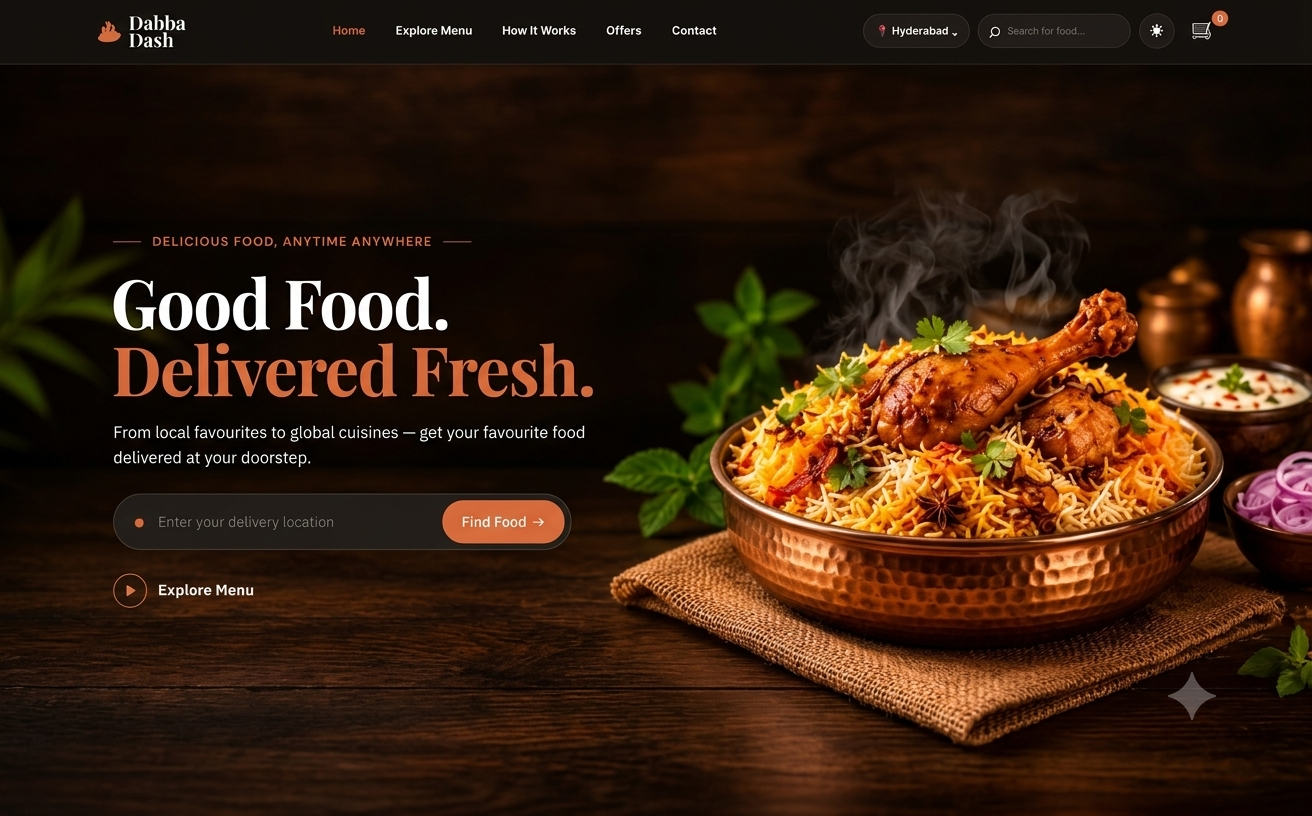 Dabba
Dash
Home
Explore Menu
How It Works
Offers
Contact
Hyderabad
Search for food...
0
DELICIOUS FOOD, ANYTIME ANYWHERE
Good Food.
Delivered Fresh.
From local favourites to global cuisines — get your favourite food
delivered at your doorstep.
Enter your delivery location
Find Food →
Explore Menu